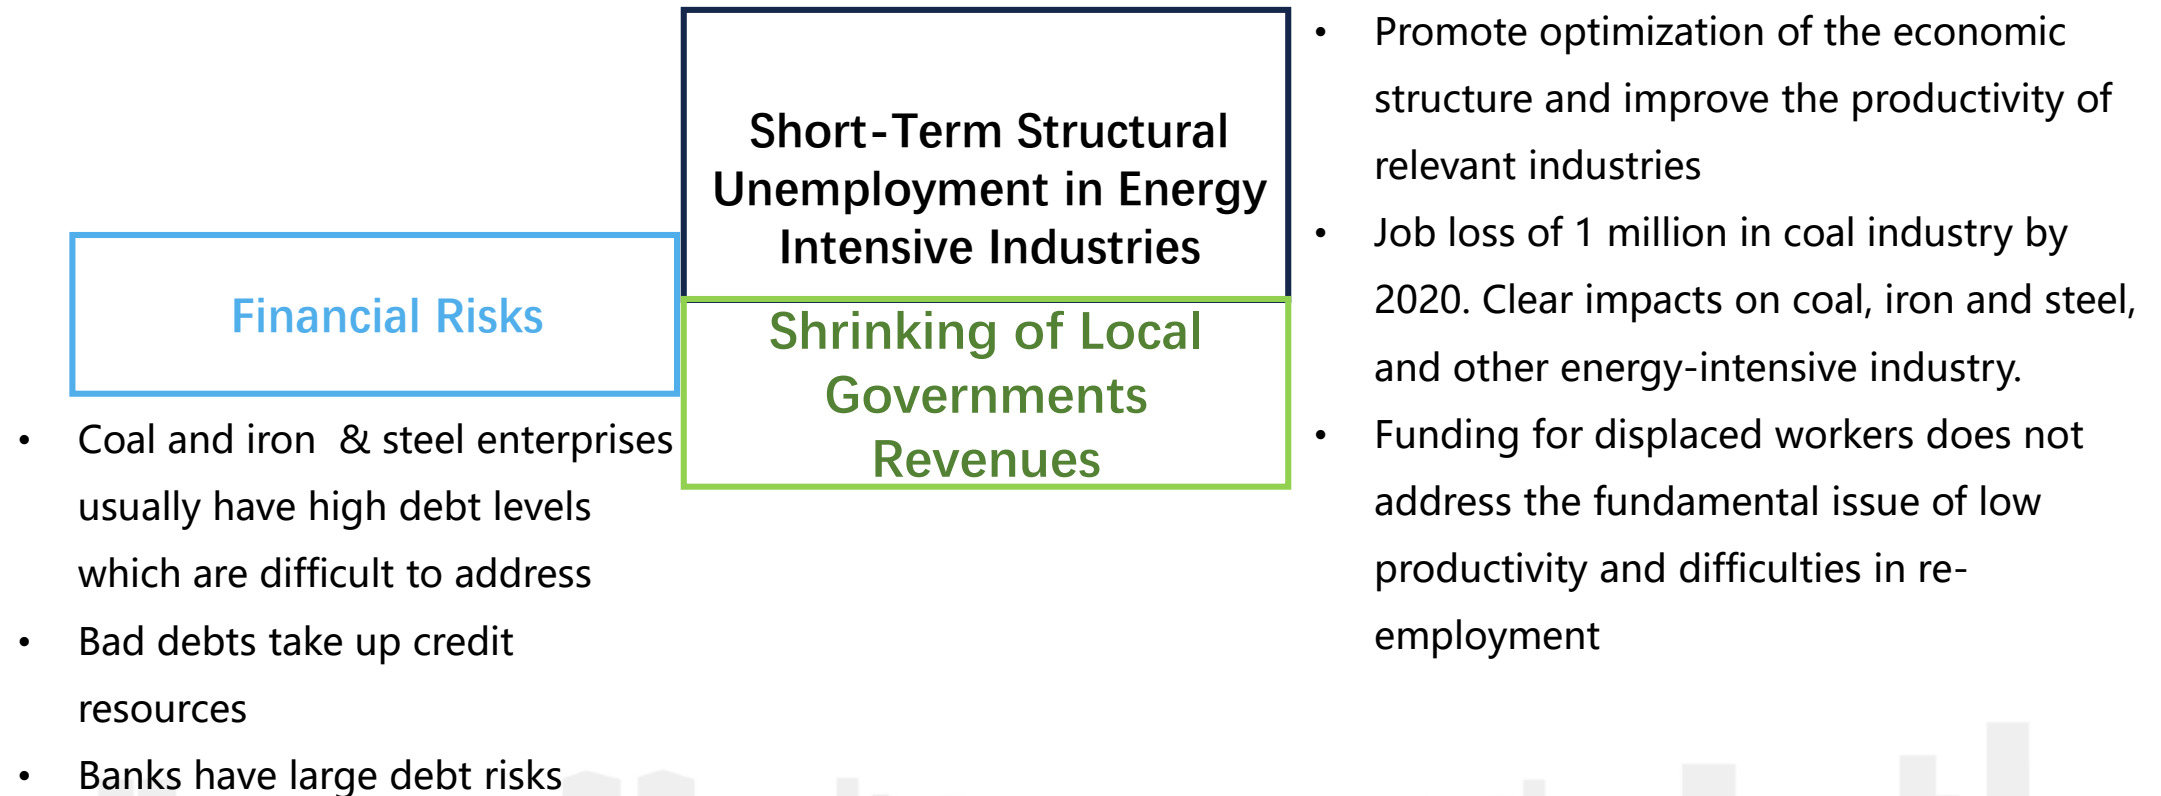 Short-Term Structural
Unemployment in Energy
Intensive Industries
• Promote optimization of the economic
structure and improve the productivity of
relevant industries
• Job loss of 1 million in coal industry by
2020. Clear impacts on coal, iron and steel,
and other energy-intensive industry.
• Funding for displaced workers does not
address the fundamental issue of low
productivity and difficulties in re-
employment
Financial Risks
• Coal and iron & steel enterprises
usually have high debt levels
which are difficult to address
• Bad debts take up credit
resources
• Banks have large debt risks
Shrinking of Local
Governments
Revenues